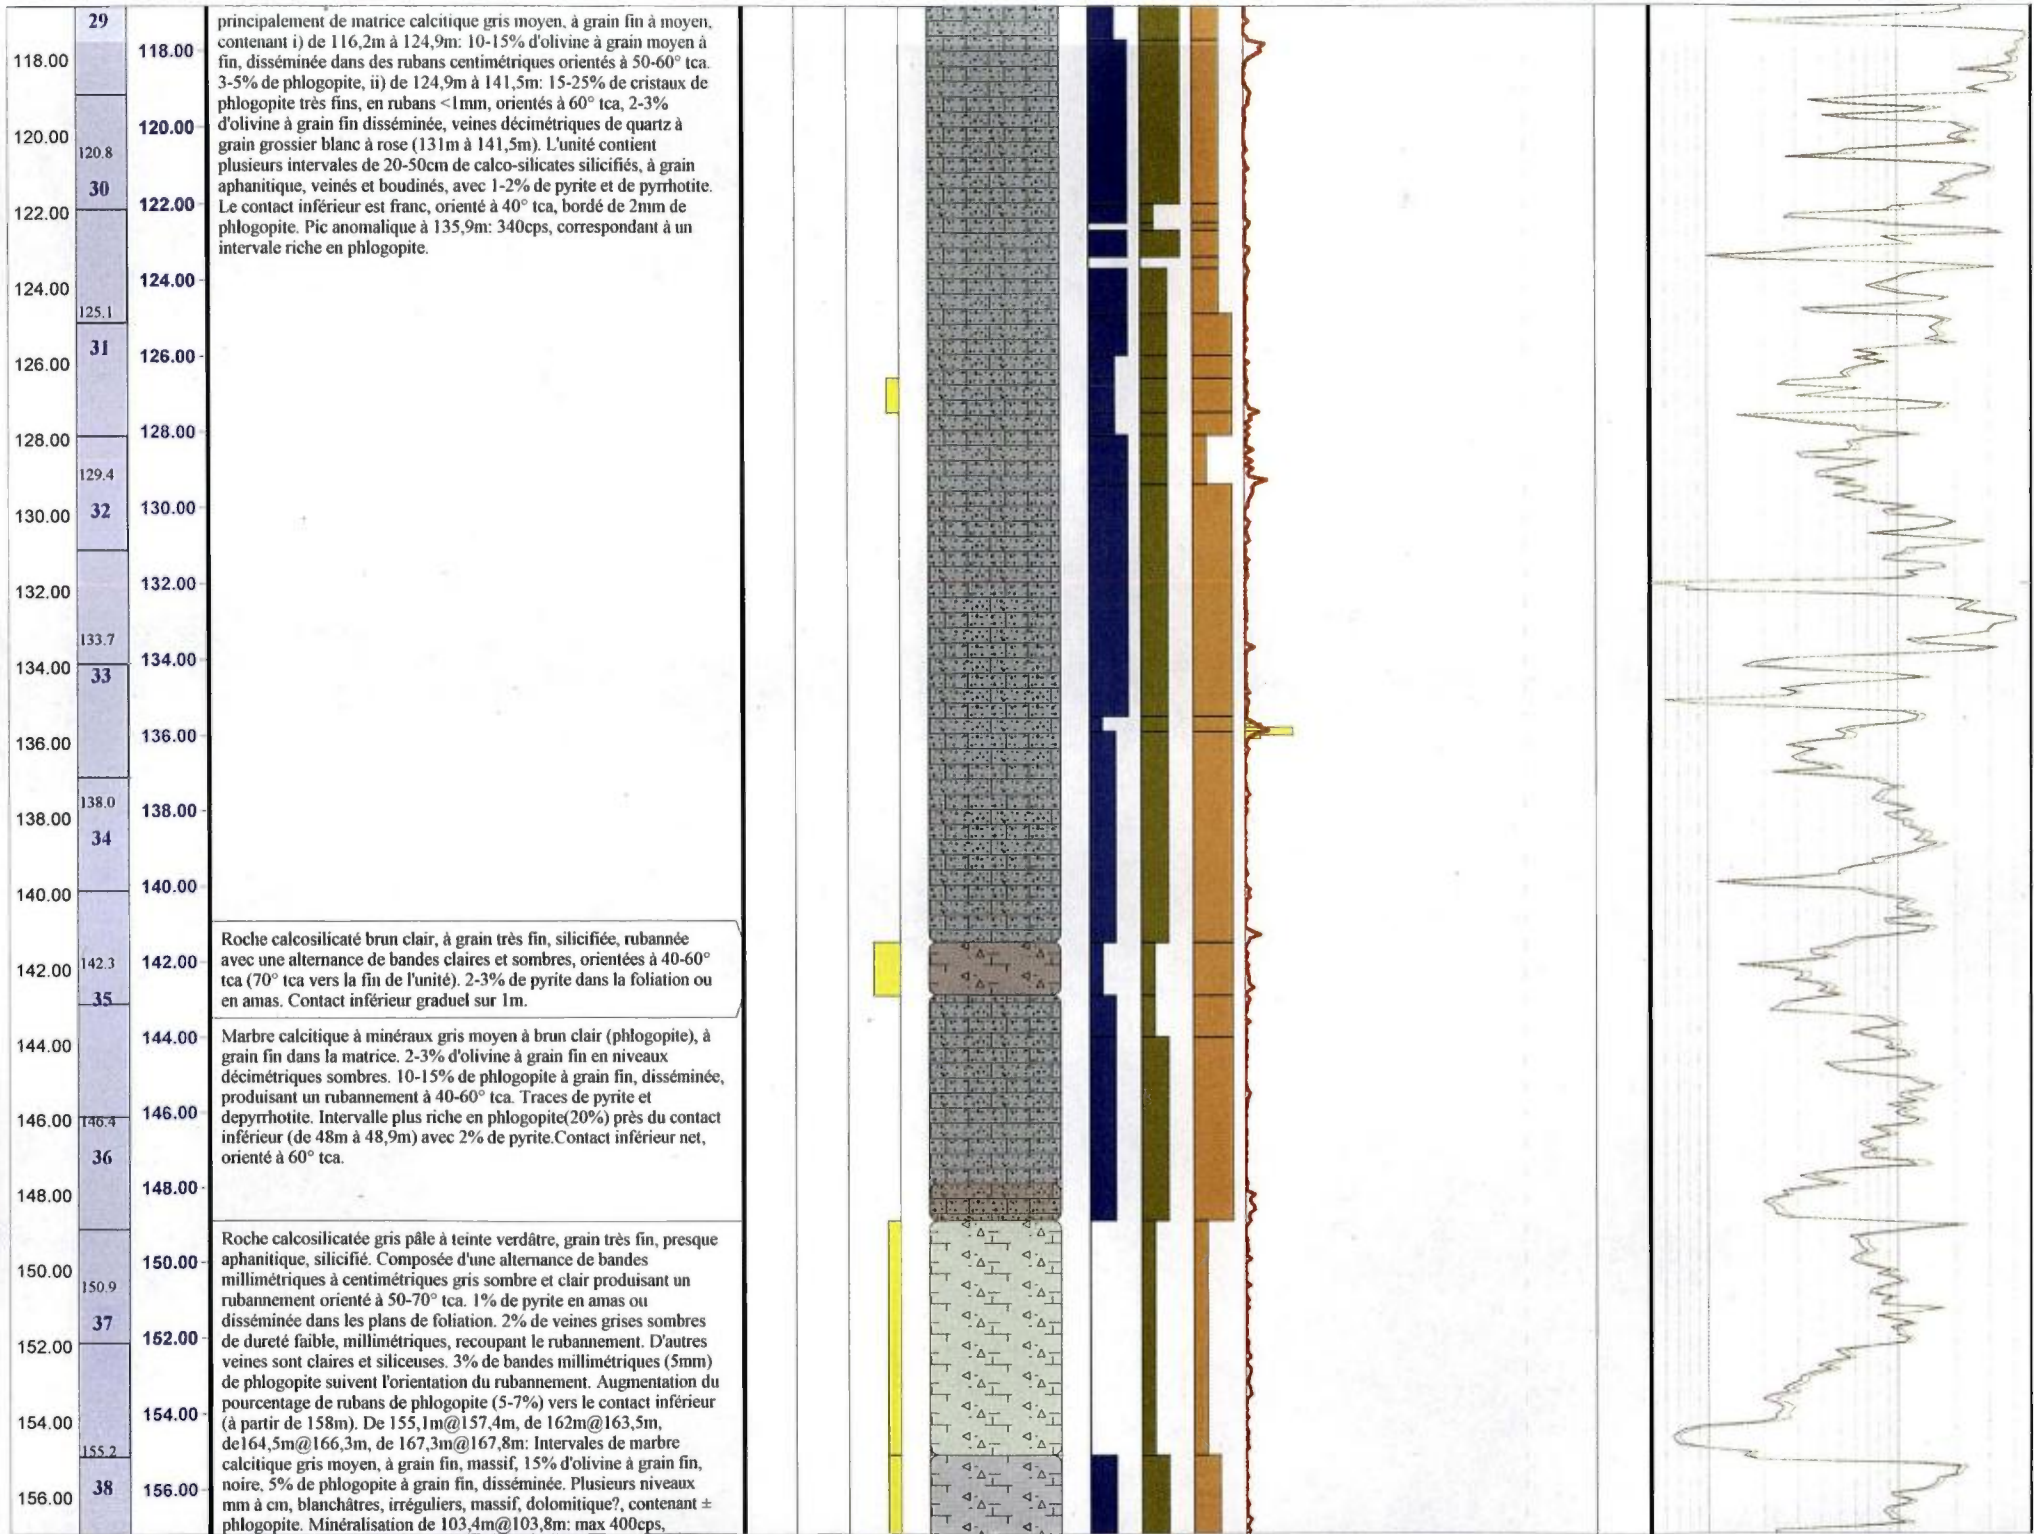 29
118.00
118.00
120.00
120.00
120.8
30
122.00
122.00
124.00
124.00
125.1
31
126.00
126.00
128.00
128.00
129.4
32
130.00
130.00
132.00
132.00
133.7
134.00
134.00
33
136.00
136.00
138.0
138.00
138.00
34
140.00
140.00
142.3
142.00
142.00
35
144.00
144.00
146.4
146.00
146.00
36
148.00
148.00
150.00
150.00
150.9
37
152.00
152.00
154.00
154.00
155.2
38
156.00
156.00
principalement de matrice calcitique gris moyen, à grain fin à moyen,
contenant i) de 116,2m à 124,9m: 10-15% d'olivine à grain moyen à
fin, disséminée dans des rubans centimétriques orientés à 50-60° tca.
3-5% de phlogopite, ii) de 124,9m à 141,5m: 15-25% de cristaux de
phlogopite très fins, en rubans <1mm, orientés à 60° tca, 2-3%
d'olivine à grain fin disséminée, veines décimétriques de quartz à
grain grossier blanc à rose (131m à 141,5m). L'unité contient
plusieurs intervales de 20-50cm de calco-silicates silicifiés, à grain
aphanitique, veinés et boudinés, avec 1-2% de pyrite et de pyrrhotite.
Le contact inférieur est franc, orienté à 40° tca, bordé de 2mm de
phlogopite. Pic anomalique à 135,9m: 340cps, correspondant à un
intervale riche en phlogopite.
Roche calcosilicaté brun clair, à grain très fin, silicifiée, rubannée
avec une alternance de bandes claires et sombres, orientées à 40-60°
tca (70° tca vers la fin de l'unité). 2-3% de pyrite dans la foliation ou
en amas. Contact inférieur graduel sur 1m.
Marbre calcitique à minéraux gris moyen à brun clair (phlogopite), à
grain fin dans la matrice. 2-3% d'olivine à grain fin en niveaux
décimétriques sombres. 10-15% de phlogopite à grain fin, disséminée,
produisant un rubannement à 40-60° tca. Traces de pyrite et
depyrrhotite. Intervalle plus riche en phlogopite(20%) près du contact
inférieur (de 48m à 48,9m) avec 2% de pyrite.Contact inférieur net,
orienté à 60° tca.
Roche calcosilicatée gris pâle à teinte verdâtre, grain très fin, presque
aphanitique, silicifié. Composée d'une alternance de bandes
millimétriques à centimétriques gris sombre et clair produisant un
rubannement orienté à 50-70° tca. 1% de pyrite en amas ou
disséminée dans les plans de foliation. 2% de veines grises sombres
de dureté faible, millimétriques, recoupant le rubannement. D'autres
veines sont claires et siliceuses. 3% de bandes millimétriques (5mm)
de phlogopite suivent l'orientation du rubannement. Augmentation du
pourcentage de rubans de phlogopite (5-7%) vers le contact inférieur
(à partir de 158m). De 155,1m@157,4m, de 162m@163,5m,
de164,5m@166,3m, de 167,3m@167,8m: Intervales de marbre
calcitique gris moyen, à grain fin, massif, 15% d'olivine à grain fin,
noire, 5% de phlogopite à grain fin, disséminée. Plusieurs niveaux
mm à cm, blanchâtres, irréguliers, massif, dolomitique?, contenant ±
phlogopite. Minéralisation de 103,4m@103,8m: max 400cps,